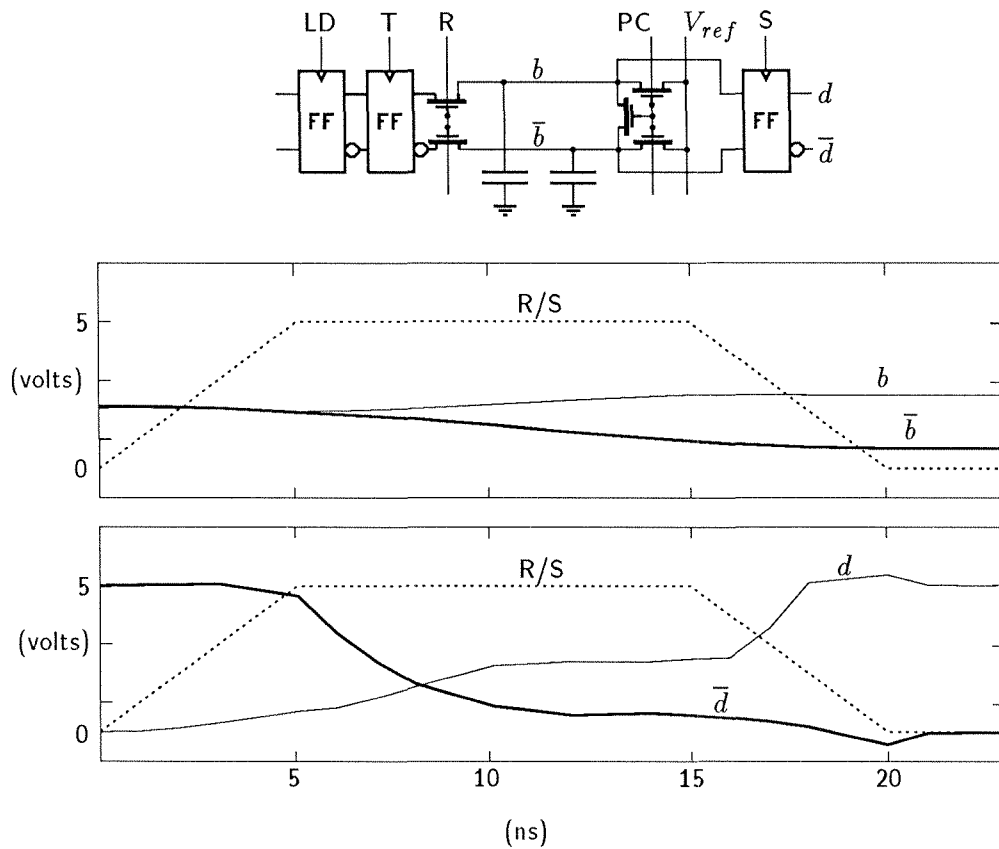 LD T R PC V_ref S
b d
FF FF FF
b̅ d̅
R/S
5
b
(volts)
b̅
0
R/S d
5
(volts)
d̅
0
5 10 15 20
(ns)